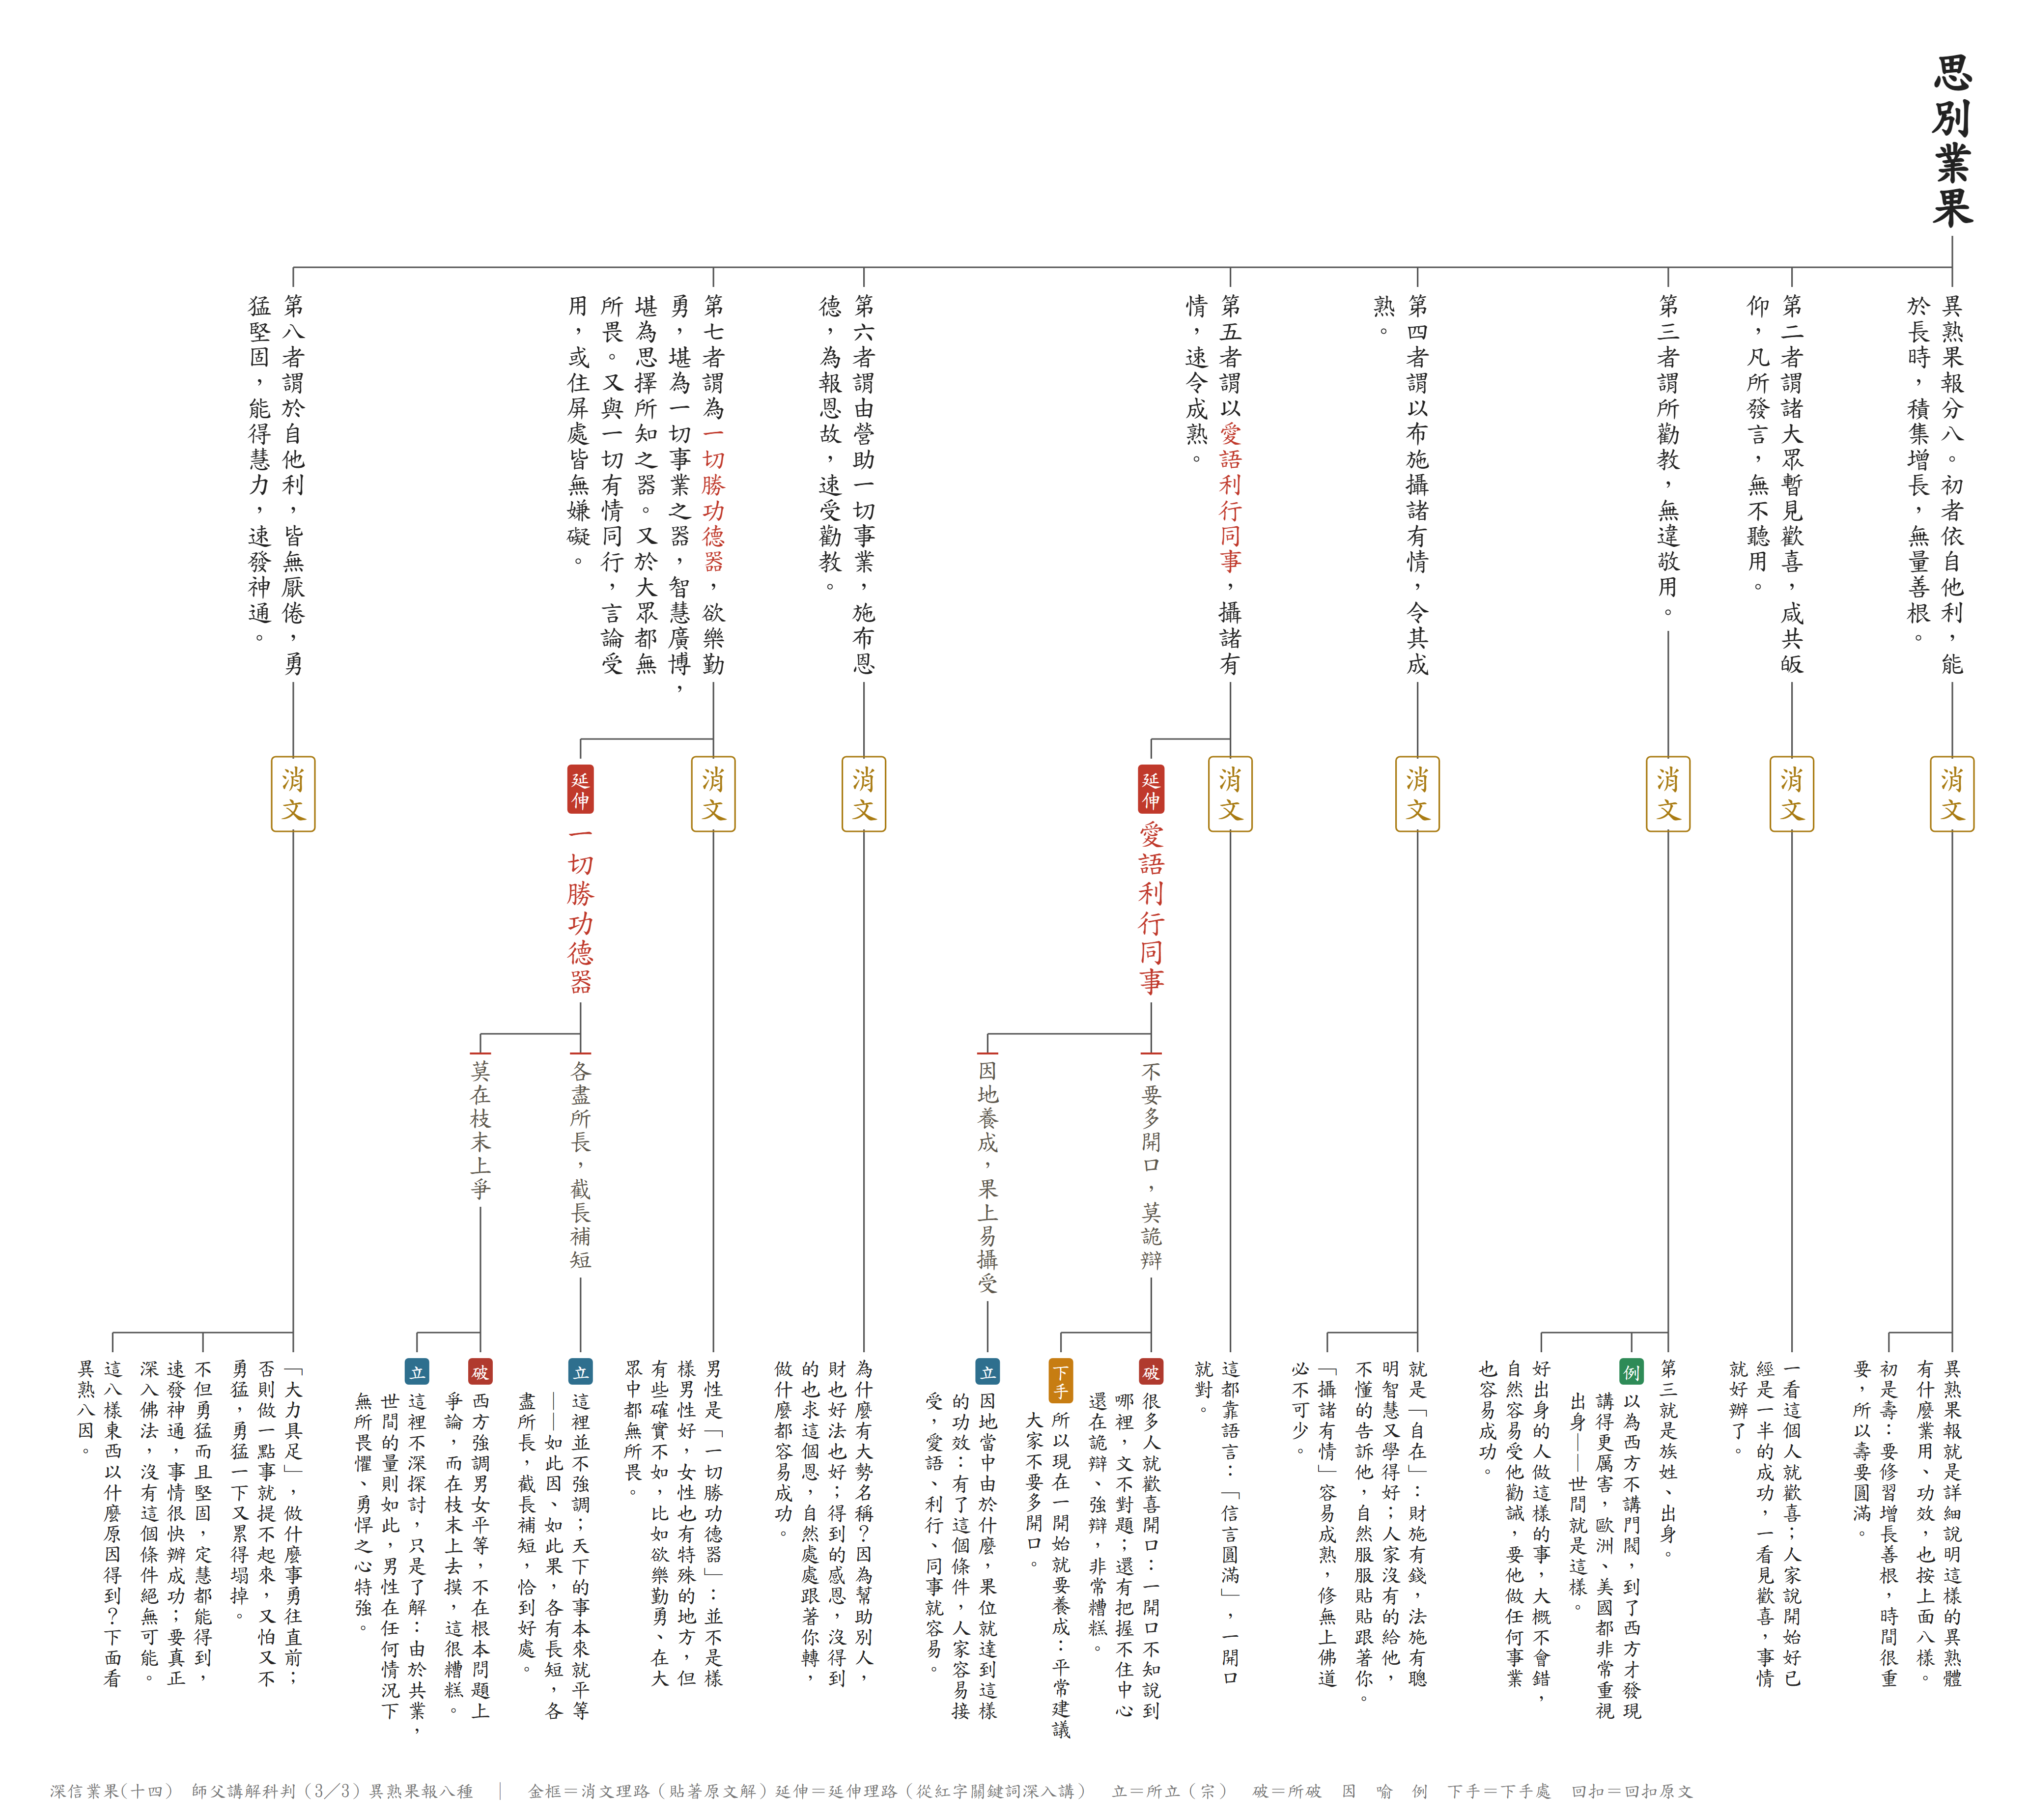 思別業果
異熟果報分八。初者依自他利，能
於長時，積集增長，無量善根。
第二者謂諸大眾暫見歡喜，咸共皈
仰，凡所發言，無不聽用。
第三者謂所勸教，無違敬用。
第四者謂以布施攝諸有情，令其成
熟。
第五者謂以愛語利行同事，攝諸有
情，速令成熟。
第六者謂由營助一切事業，施布恩
德，為報恩故，速受勸教。
第七者謂為一切勝功德器，欲樂勤
勇，堪為一切事業之器，智慧廣博，
堪為思擇所知之器。又於大眾都無
所畏。又與一切有情同行，言論受
用，或住屏處皆無嫌礙。
第八者謂於自他利，皆無厭倦，勇
猛堅固，能得慧力，速發神通。
消文
消文
消文
消文
消文
延伸
愛語利行同事
消文
消文
延伸
一切勝功德器
消文
不要多開口，莫詭辯
因地養成，果上易攝受
各盡所長，截長補短
莫在枝末上爭
異熟果報就是詳細說明這樣的異熟體
有什麼業用、功效，也按上面八樣。
初是壽：要修習增長善根，時間很重
要，所以壽要圓滿。
一看這個人就歡喜；人家說開始好已
經是一半的成功，一看見歡喜，事情
就好辦了。
第三就是族姓、出身。
例
以為西方不講門閥，到了西方才發現
講得更厲害，歐洲、美國都非常重視
出身——世間就是這樣。
好出身的人做這樣的事，大概不會錯，
自然容易受他勸誡，要他做任何事業
也容易成功。
就是「自在」：財施有錢，法施有聰
明智慧又學得好；人家沒有的給他，
不懂的告訴他，自然服服貼貼跟著你。
「攝諸有情」容易成熟，修無上佛道
必不可少。
這都靠語言：「信言圓滿」，一開口
就對。
破
很多人就歡喜開口：一開口不知說到
哪裡，文不對題；還有把握不住中心
還在詭辯、強辯，非常糟糕。
下手
所以現在一開始就要養成：平常建議
大家不要多開口。
立
因地當中由於什麼，果位就達到這樣
的功效：有了這個條件，人家容易接
受，愛語、利行、同事就容易。
為什麼有大勢名稱？因為幫助別人，
財也好法也好；得到的感恩，沒得到
的也求這個恩，自然處處跟著你轉，
做什麼都容易成功。
男性是「一切勝功德器」：並不是樣
樣男性好，女性也有特殊的地方，但
有些確實不如，比如欲樂勤勇、在大
眾中都無所畏。
立
這裡並不強調；天下的事本來就平等
——如此因、如此果，各有長短，各
盡所長，截長補短，恰到好處。
破
西方強調男女平等，不在根本問題上
爭論，而在枝末上去摸，這很糟糕。
立
這裡不深探討，只是了解：由於共業，
世間的量則如此，男性在任何情況下
無所畏懼、勇悍之心特強。
「大力具足」，做什麼事勇往直前；
否則做一點事就提不起來，又怕又不
勇猛，勇猛一下又累得塌掉。
不但勇猛而且堅固，定慧都能得到，
速發神通，事情很快辦成功；要真正
深入佛法，沒有這個條件絕無可能。
這八樣東西以什麼原因得到？下面看
異熟八因。
深信業果(十四)　師父講解科判（3／3）異熟果報八種　｜　金框＝消文理路（貼著原文解）延伸＝延伸理路（從紅字關鍵詞深入講）　立＝所立（宗）　破＝所破　因　喻　例　下手＝下手處　回扣＝回扣原文